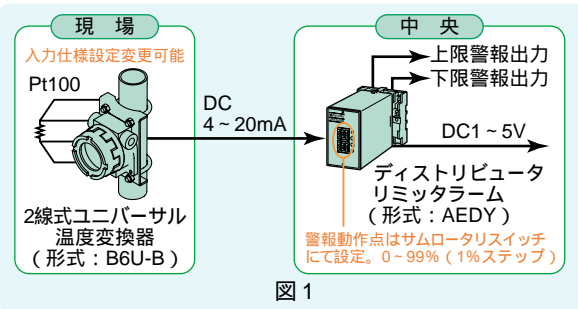 現 場
入力仕様設定変更可能
Pt100
2線式ユニバーサル
温度変換器
（形式：B6U-B）
DC
4～20mA
中 央
上限警報出力
下限警報出力
DC1～5V
ディストリビュータ
リミッタラーム
（形式：AEDY）
警報動作点はサムロータリスイッチ
にて設定。0～99%（1%ステップ）
図1